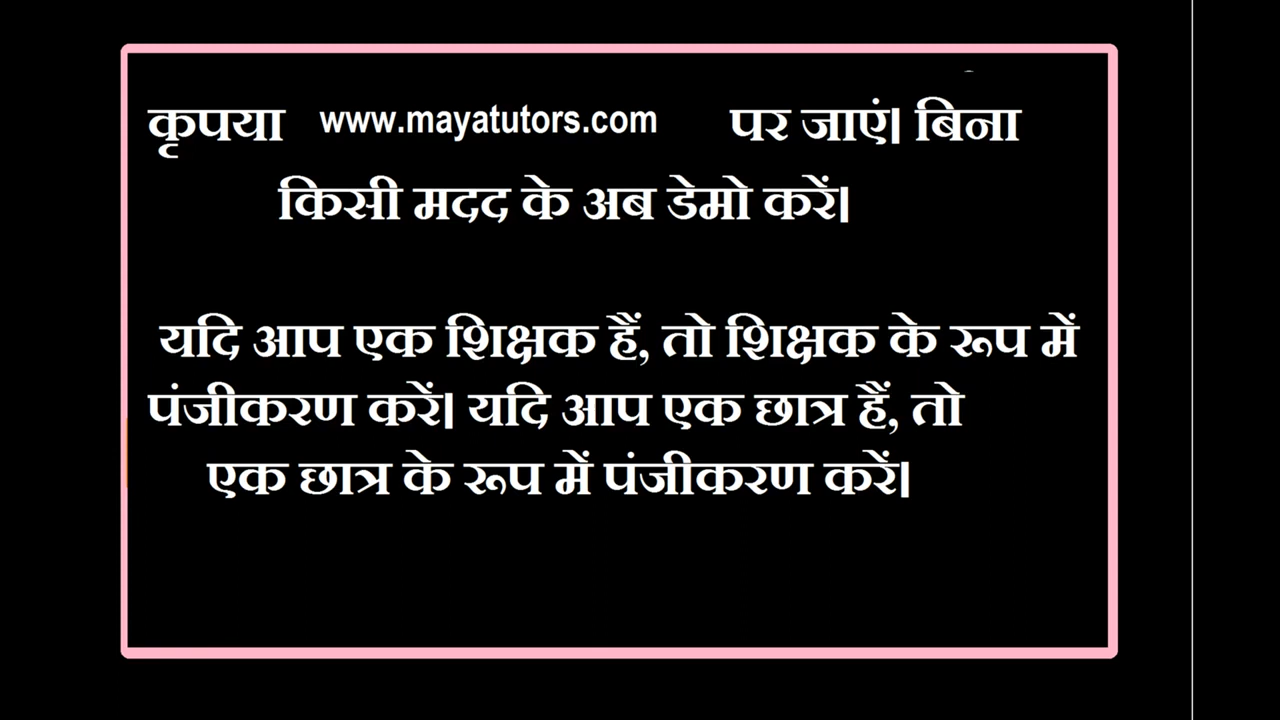 कृपया www.mayatutors.com पर जाएं। बिना
किसी मदद के अब डेमो करें।
यदि आप एक शिक्षक हैं, तो शिक्षक के रूप में
पंजीकरण करें। यदि आप एक छात्र हैं, तो
एक छात्र के रूप में पंजीकरण करें।